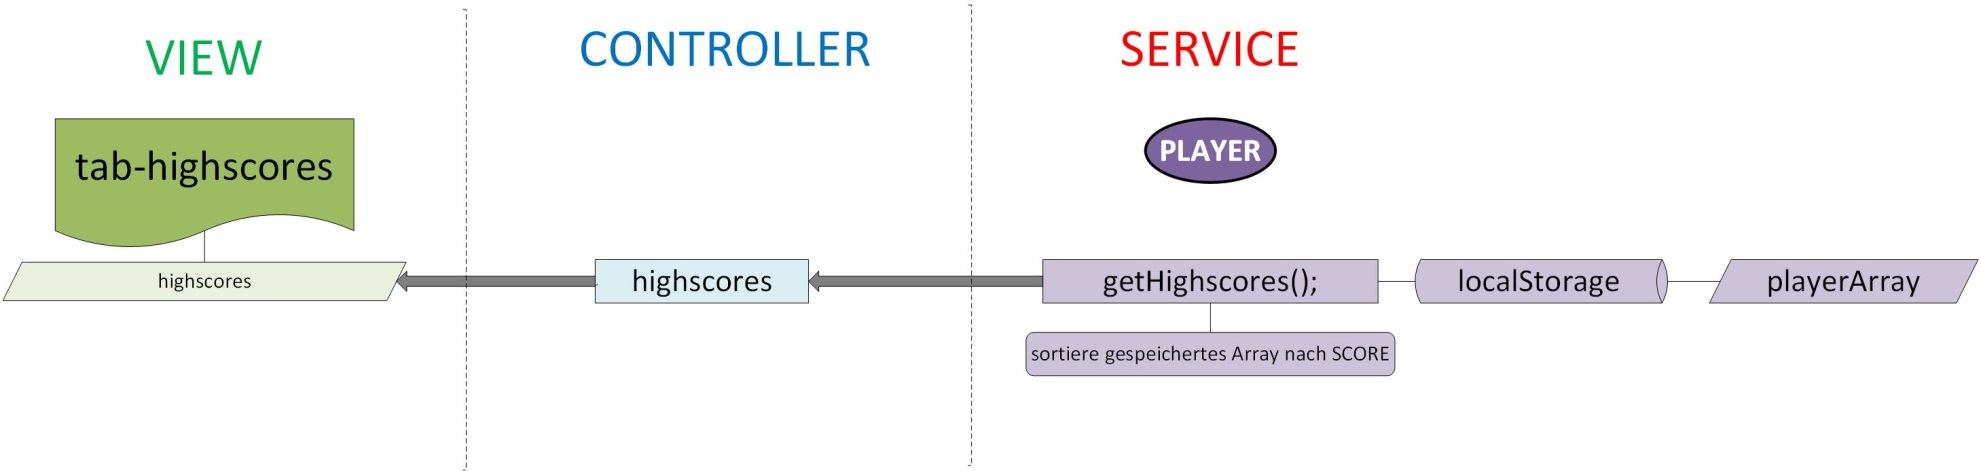 VIEW
CONTROLLER
SERVICE
tab-highscores
PLAYER
highscores
highscores
getHighscores();
localStorage
playerArray
sortiere gespeichertes Array nach SCORE